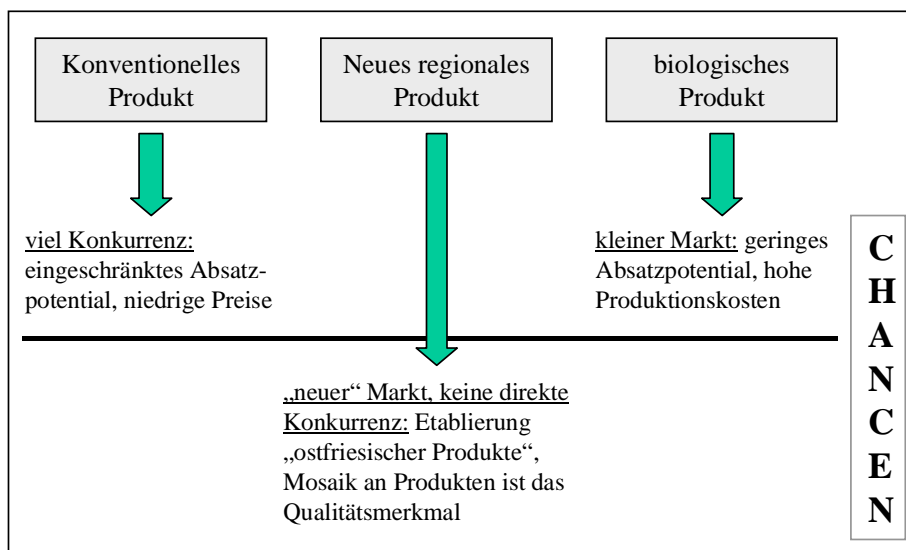 Konventionelles
Produkt
Neues regionales
Produkt
biologisches
Produkt
viel Konkurrenz:
eingeschränktes Absatz-
potential, niedrige Preise
kleiner Markt: geringes
Absatzpotential, hohe
Produktionskosten
„neuer“ Markt, keine direkte
Konkurrenz: Etablierung
„ostfriesischer Produkte“,
Mosaik an Produkten ist das
Qualitätsmerkmal
C
H
A
N
C
E
N